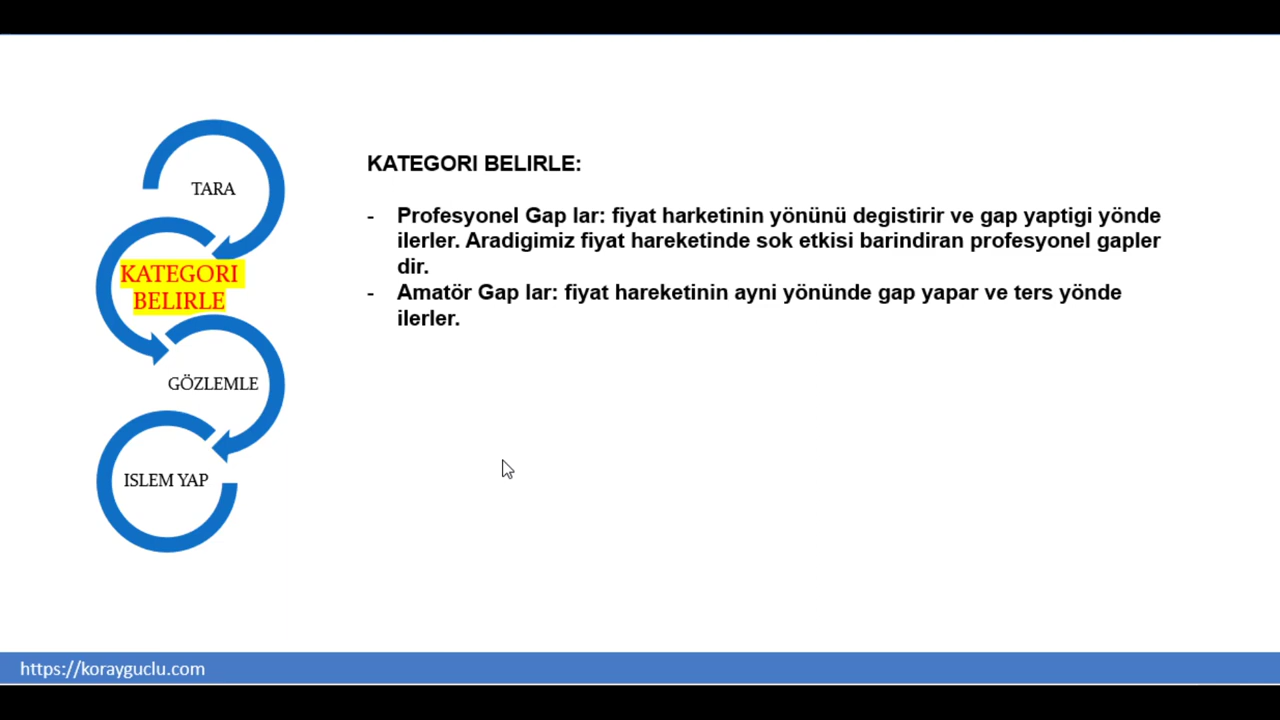 TARA
KATEGORI
BELIRLE
GÖZLEMLE
ISLEM YAP
KATEGORI BELIRLE:
- Profesyonel Gap lar: fiyat harketinin yönünü degistirir ve gap yaptigi yönde
ilerler. Aradigimiz fiyat hareketinde sok etkisi barindiran profesyonel gapler
dir.
- Amatör Gap lar: fiyat hareketinin ayni yönünde gap yapar ve ters yönde
ilerler.
https://korayguclu.com